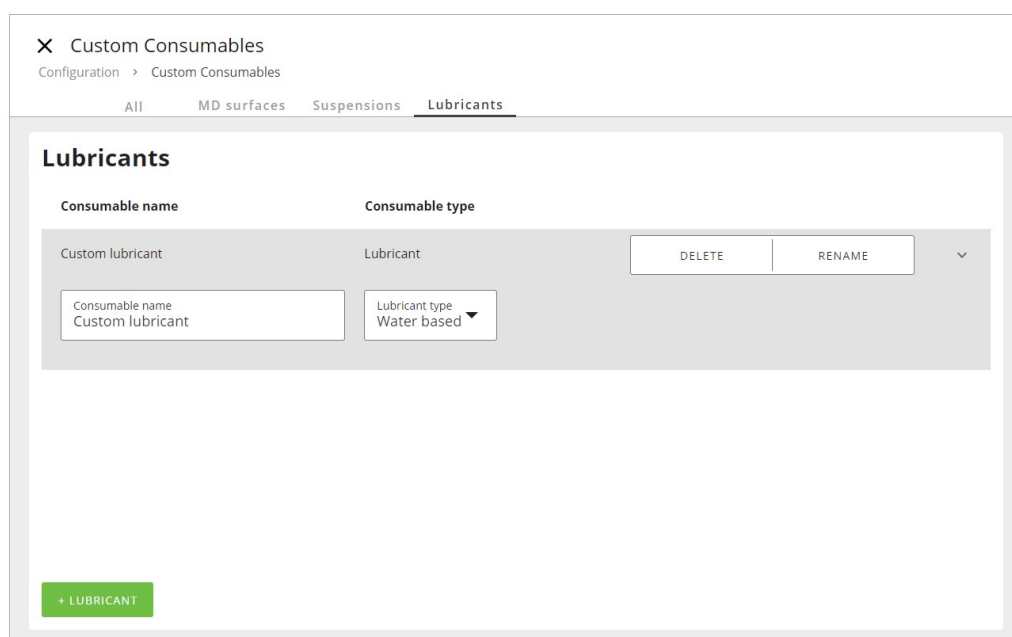 Custom Consumables
Configuration > Custom Consumables
All MD surfaces Suspensions Lubricants
Lubricants
Consumable name Consumable type
Custom lubricant Lubricant DELETE RENAME
Consumable name Lubricant type
Custom lubricant Water based
+ LUBRICANT